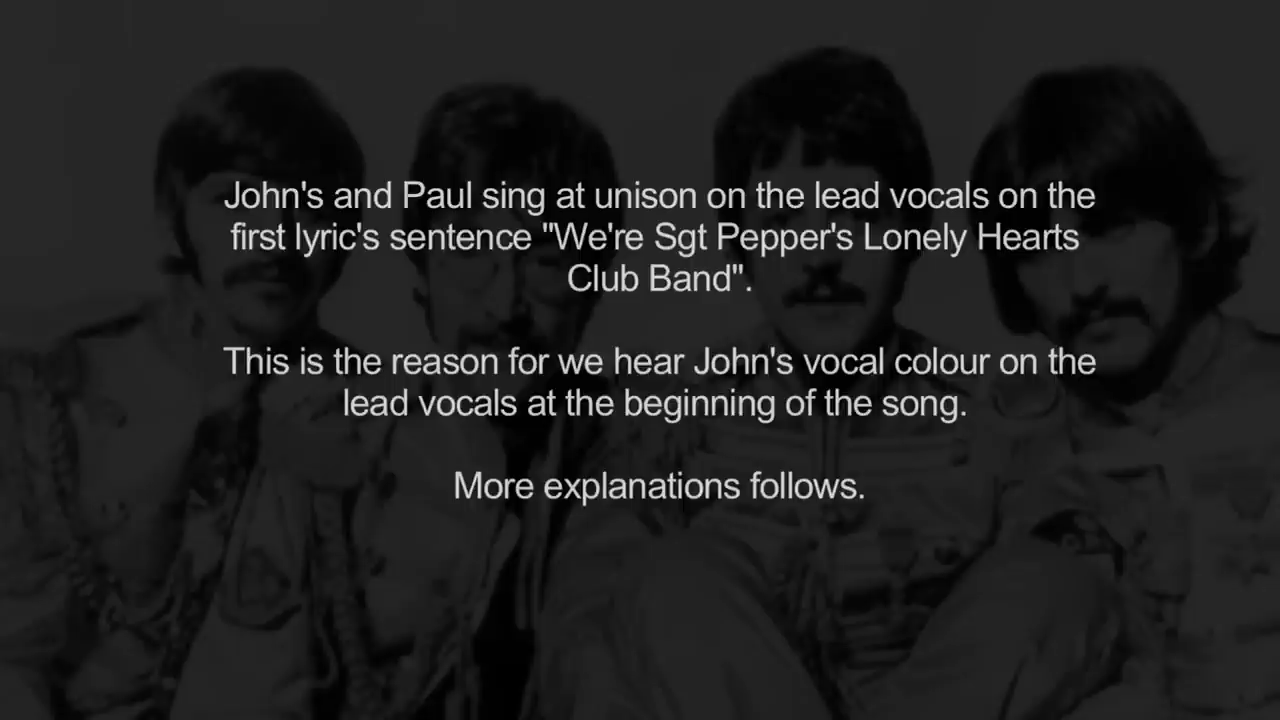 John's and Paul sing at unison on the lead vocals on the
first lyric's sentence "We're Sgt Pepper's Lonely Hearts
Club Band".
This is the reason for we hear John's vocal colour on the
lead vocals at the beginning of the song.
More explanations follows.